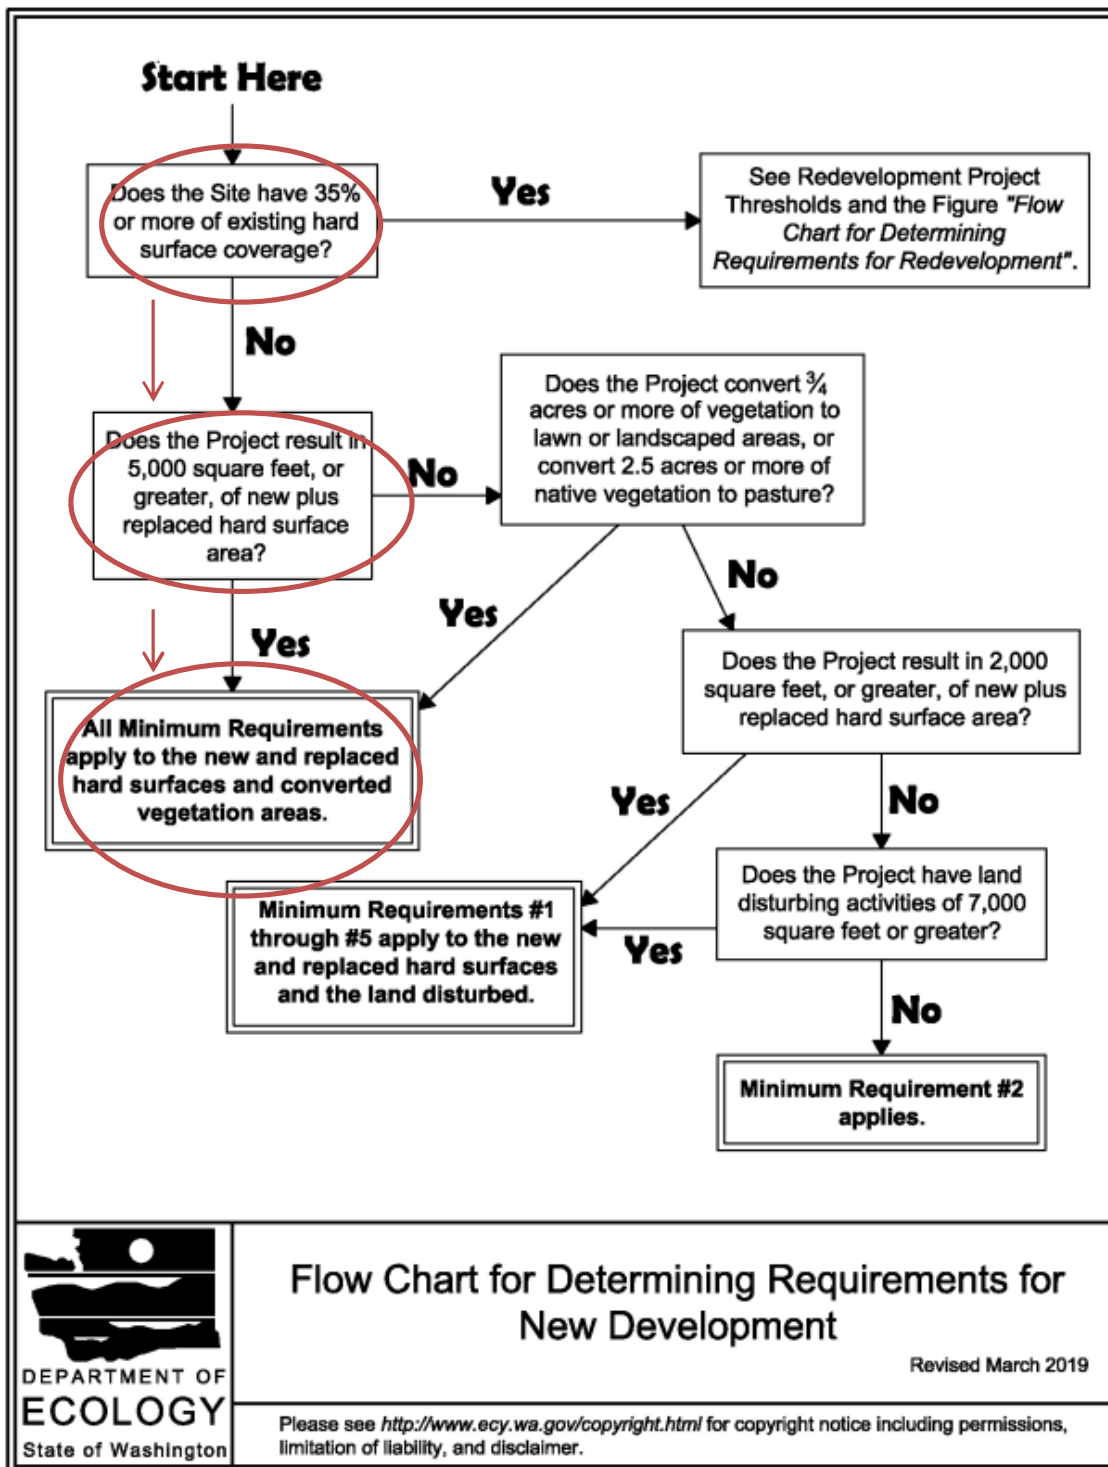 Start Here
Does the Site have 35%
or more of existing hard
surface coverage?
Yes
See Redevelopment Project
Thresholds and the Figure "Flow
Chart for Determining
Requirements for Redevelopment".
No
Does the Project result in
5,000 square feet, or
greater, of new plus
replaced hard surface
area?
No
Does the Project convert ¾
acres or more of vegetation to
lawn or landscaped areas, or
convert 2.5 acres or more of
native vegetation to pasture?
Yes
Yes
No
All Minimum Requirements
apply to the new and replaced
hard surfaces and converted
vegetation areas.
Does the Project result in 2,000
square feet, or greater, of new plus
replaced hard surface area?
Yes
No
Minimum Requirements #1
through #5 apply to the new
and replaced hard surfaces
and the land disturbed.
Yes
Does the Project have land
disturbing activities of 7,000
square feet or greater?
No
Minimum Requirement #2
applies.
DEPARTMENT OF
ECOLOGY
State of Washington
Flow Chart for Determining Requirements for
New Development
Revised March 2019
Please see http://www.ecy.wa.gov/copyright.html for copyright notice including permissions,
limitation of liability, and disclaimer.